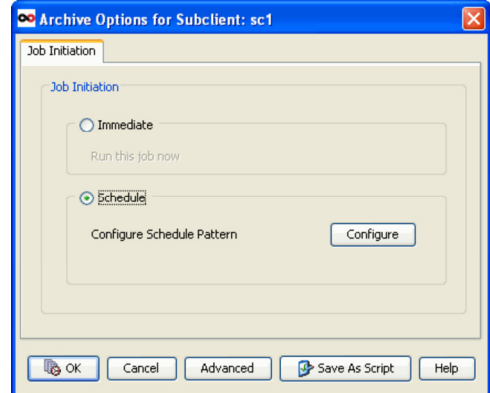 Archive Options for Subclient: sc1
Job Initiation
Job Initiation
Immediate
Run this job now
Schedule
Configure Schedule Pattern
Configure
OK
Cancel
Advanced
Save As Script
Help